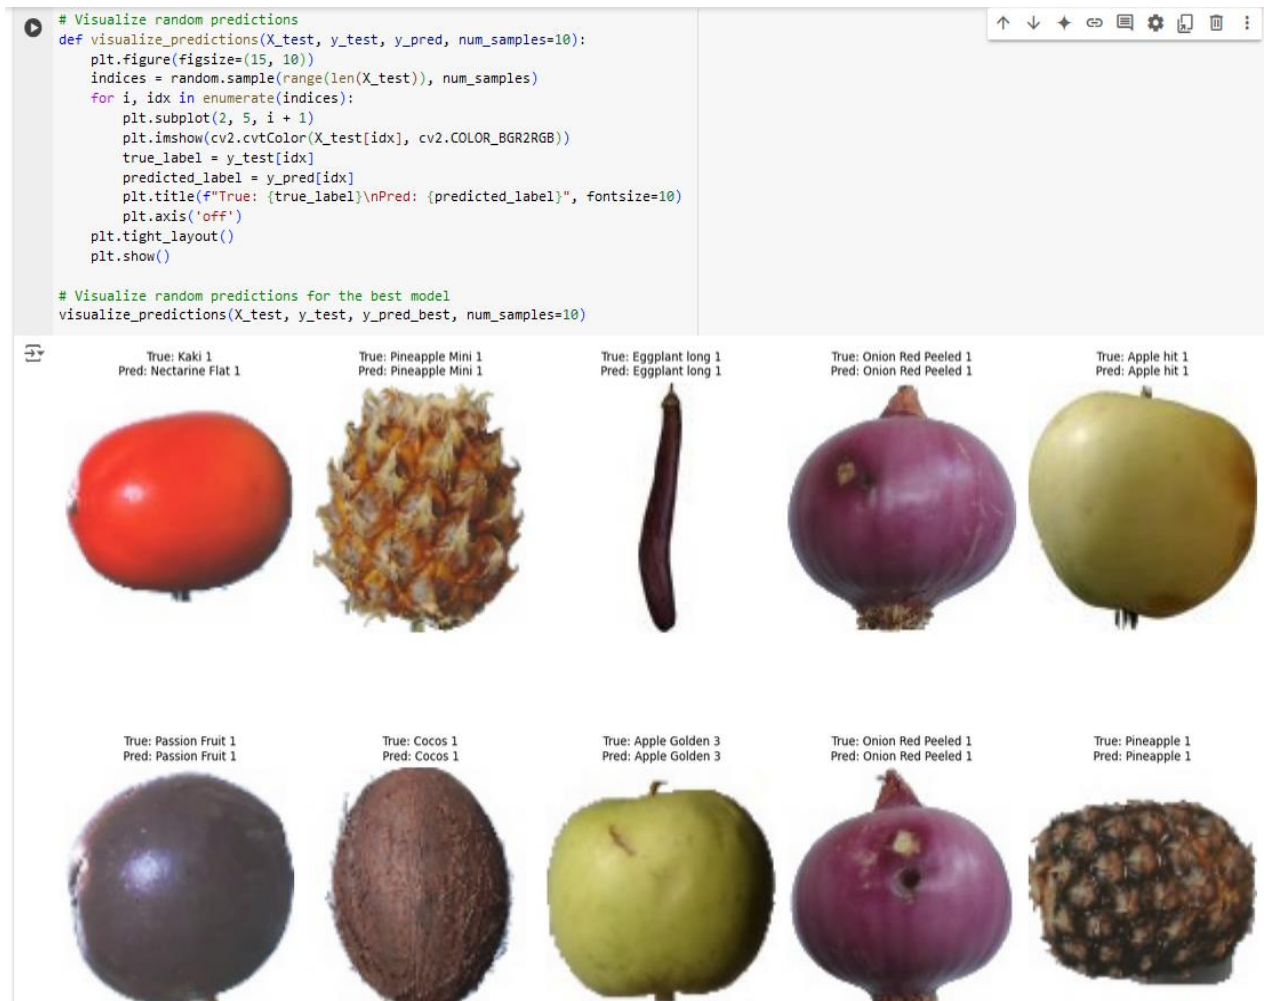 # Visualize random predictions
def visualize_predictions(X_test, y_test, y_pred, num_samples=10):
    plt.figure(figsize=(15, 10))
    indices = random.sample(range(len(X_test)), num_samples)
    for i, idx in enumerate(indices):
        plt.subplot(2, 5, i + 1)
        plt.imshow(cv2.cvtColor(X_test[idx], cv2.COLOR_BGR2RGB))
        true_label = y_test[idx]
        predicted_label = y_pred[idx]
        plt.title(f"True: {true_label}\nPred: {predicted_label}", fontsize=10)
        plt.axis('off')
    plt.tight_layout()
    plt.show()
# Visualize random predictions for the best model
visualize_predictions(X_test, y_test, y_pred_best, num_samples=10)
True: Kaki 1
Pred: Nectarine Flat 1
True: Pineapple Mini 1
Pred: Pineapple Mini 1
True: Eggplant long 1
Pred: Eggplant long 1
True: Onion Red Peeled 1
Pred: Onion Red Peeled 1
True: Apple hit 1
Pred: Apple hit 1
True: Passion Fruit 1
Pred: Passion Fruit 1
True: Cocos 1
Pred: Cocos 1
True: Apple Golden 3
Pred: Apple Golden 3
True: Onion Red Peeled 1
Pred: Onion Red Peeled 1
True: Pineapple 1
Pred: Pineapple 1